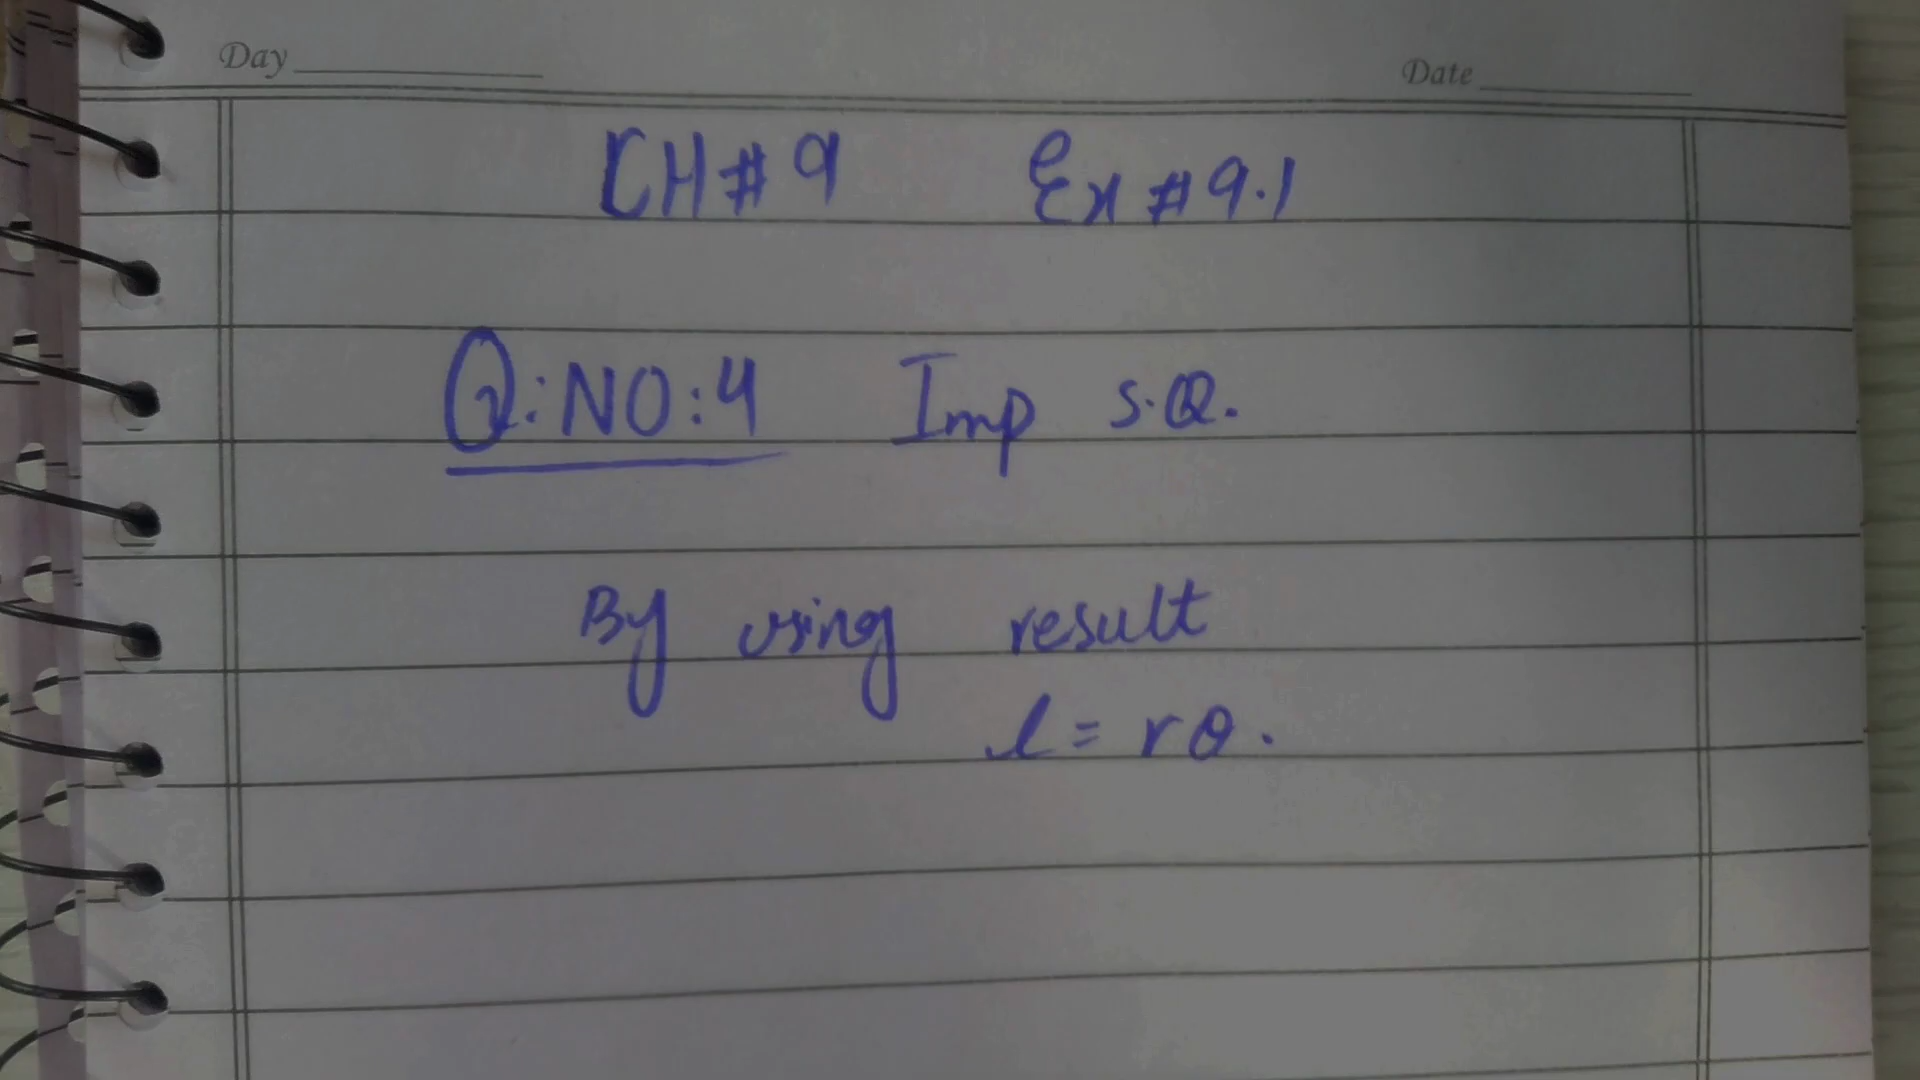 Day Date
CH#9 Ex#9.1
Q:NO:4 Imp S.Q.
By using result
l = rθ.